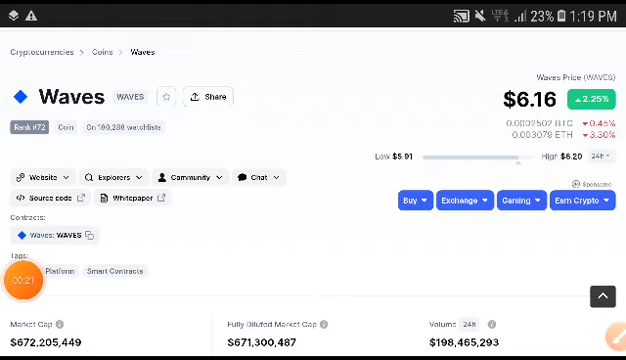 23% 1:19 PM
Cryptocurrencies > Coins > Waves
Waves WAVES Share
Waves Price (WAVES)
$6.16 2.25%
Rank #72 Coin On 160,286 watchlists
0.0002502 BTC 0.45%
0.003079 ETH 3.30%
Low: $5.91 High: $6.20 24h
Website Explorers Community Chat
Sponsored
Source code Whitepaper
Buy Exchange Gaming Earn Crypto
Contracts:
Waves: WAVES
Tags:
Platform Smart Contracts
00:21
Market Cap Fully Diluted Market Cap Volume 24h
$672,205,449 $671,300,487 $198,465,293